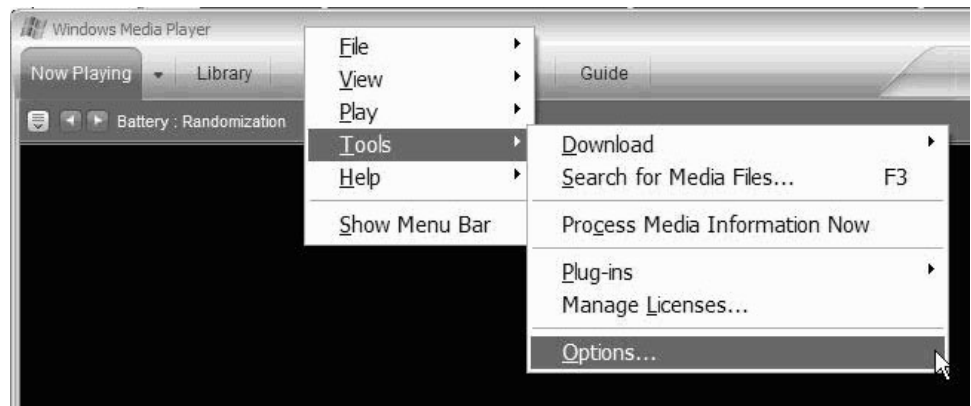 Windows Media Player
Now Playing Library Guide
Battery : Randomization
File
View
Play
Tools
Help
Show Menu Bar
Download
Search for Media Files... F3
Process Media Information Now
Plug-ins
Manage Licenses...
Options...